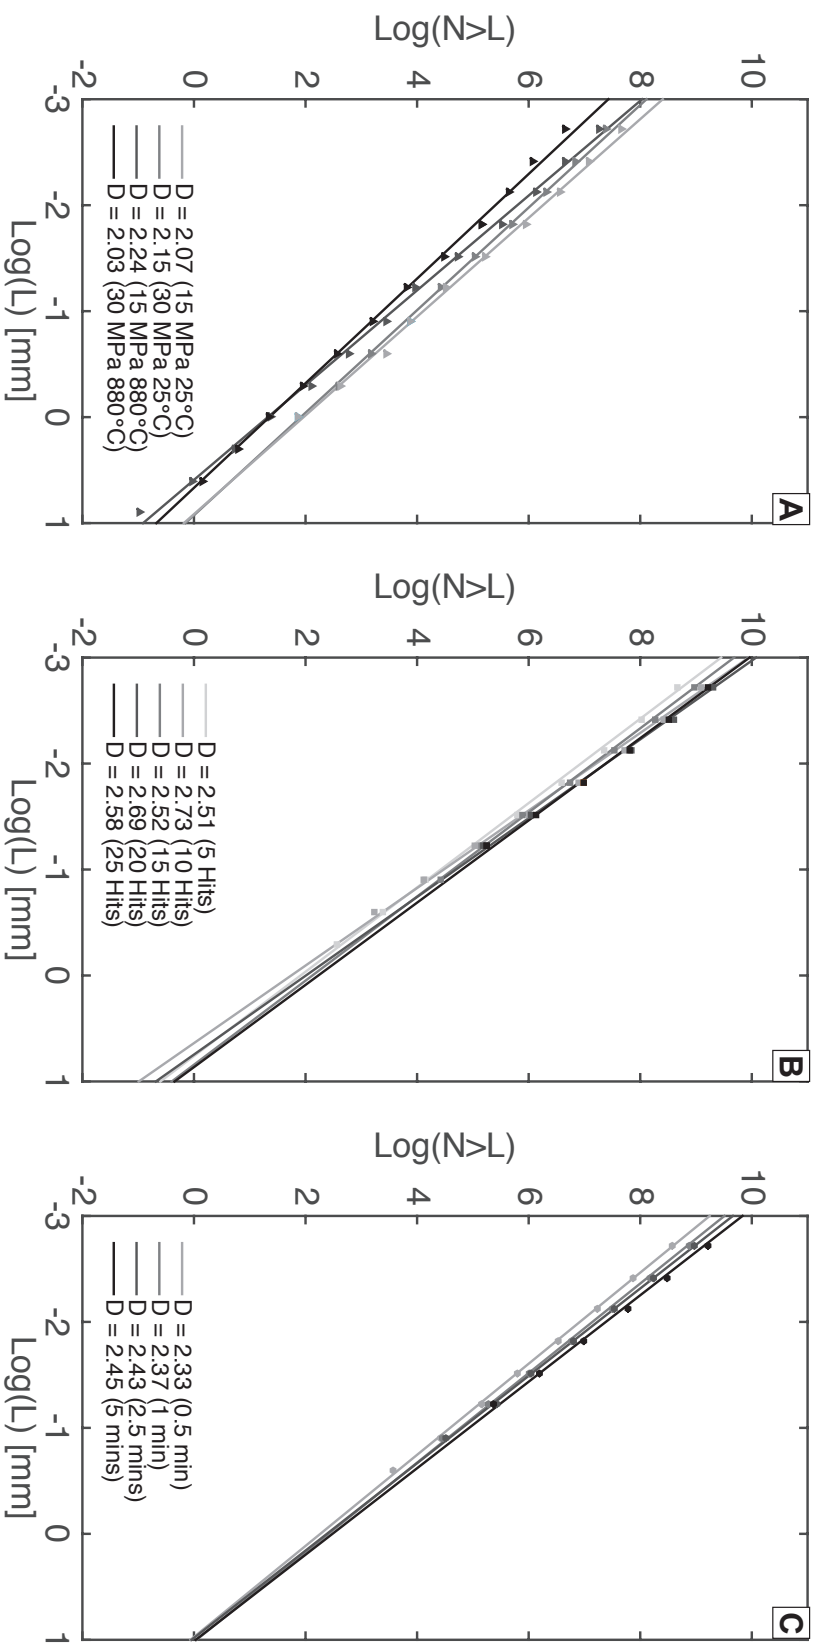 A
Log(N>L)
10
8
6
4
2
0
-2
-3
-2
-1
0
1
Log(L) [mm]
D = 2.07 (15 MPa 25°C)
D = 2.15 (30 MPa 25°C)
D = 2.24 (15 MPa 880°C)
D = 2.03 (30 MPa 880°C)
B
Log(N>L)
10
8
6
4
2
0
-2
-3
-2
-1
0
1
Log(L) [mm]
D = 2.51 (5 Hits)
D = 2.73 (10 Hits)
D = 2.52 (15 Hits)
D = 2.69 (20 Hits)
D = 2.58 (25 Hits)
C
Log(N>L)
10
8
6
4
2
0
-2
-3
-2
-1
0
1
Log(L) [mm]
D = 2.33 (0.5 min)
D = 2.37 (1 min)
D = 2.43 (2.5 mins)
D = 2.45 (5 mins)